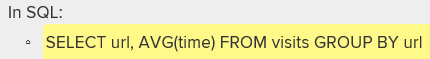 In SQL:
◦ SELECT url, AVG(time) FROM visits GROUP BY url